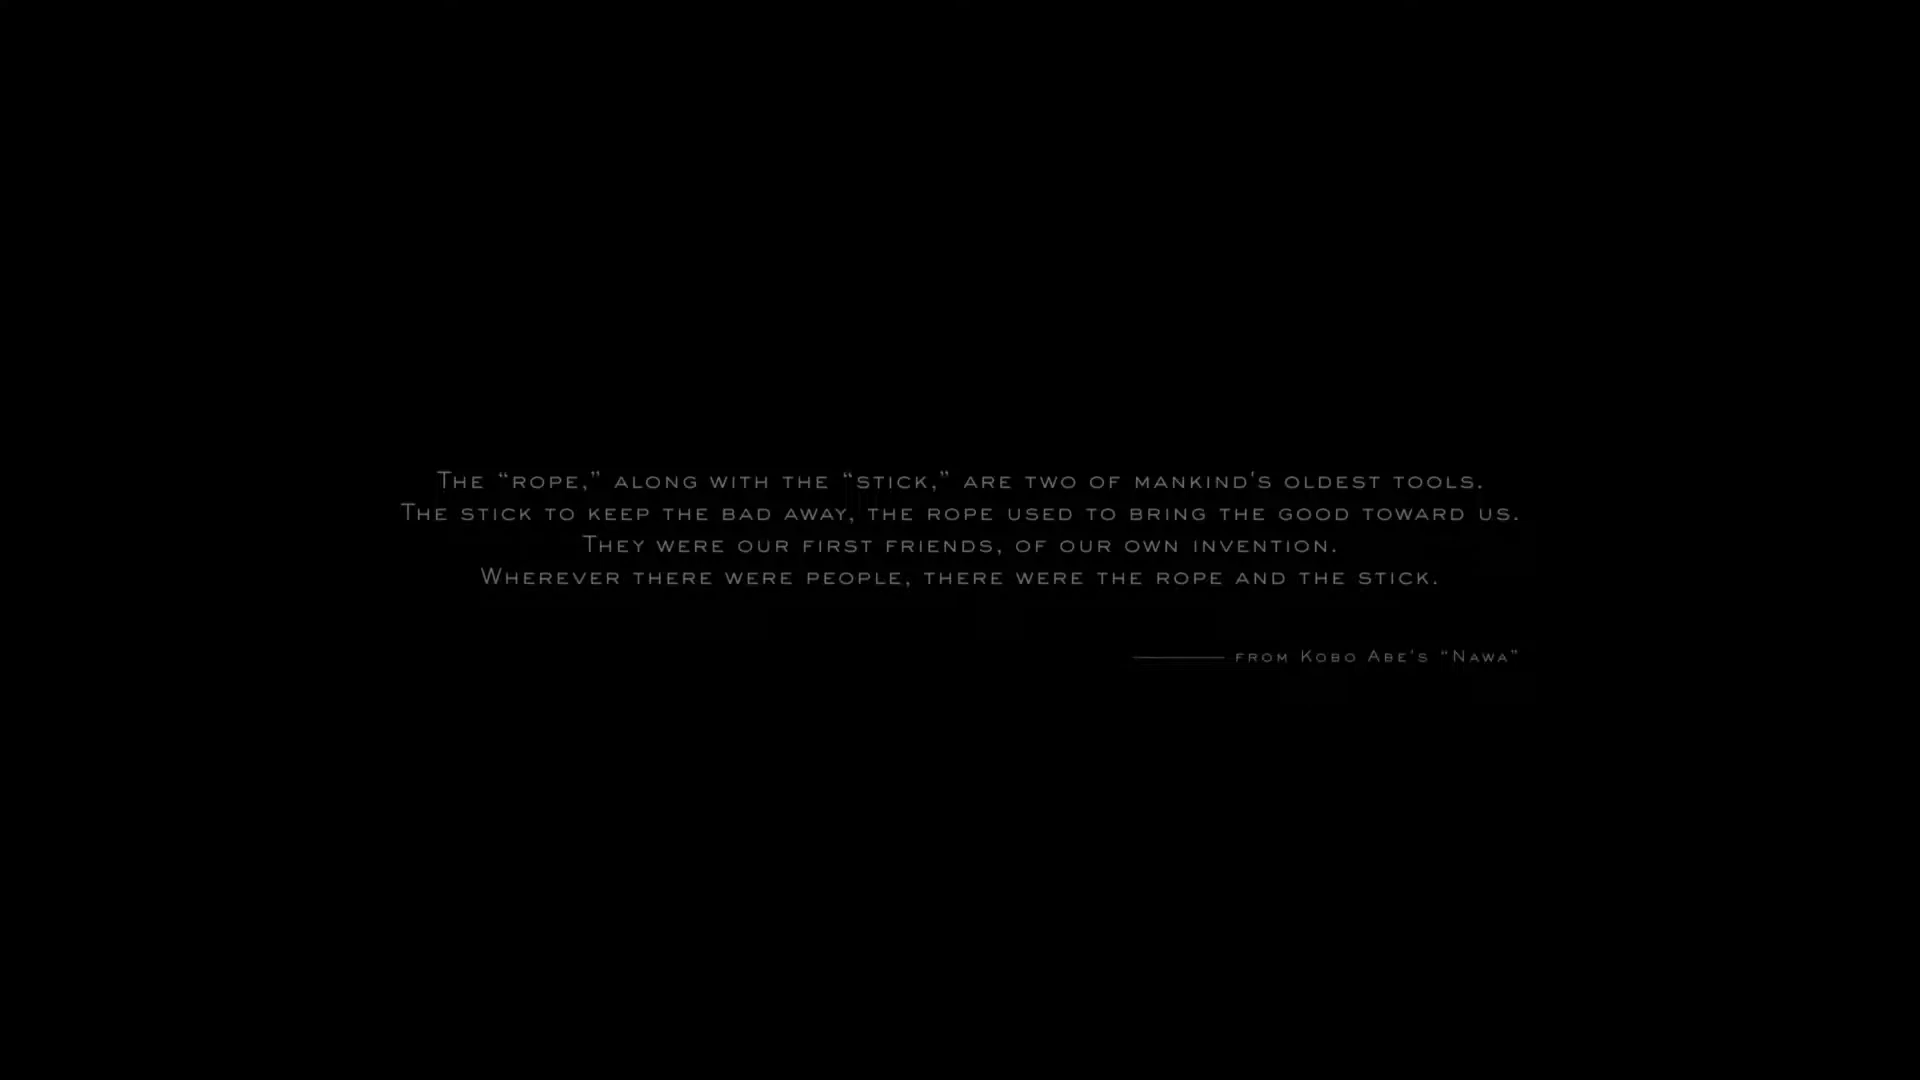 The “rope,” along with the “stick,” are two of mankind's oldest tools.
The stick to keep the bad away, the rope used to bring the good toward us.
They were our first friends, of our own invention.
Wherever there were people, there were the rope and the stick.
from Kobo Abe's “Nawa”